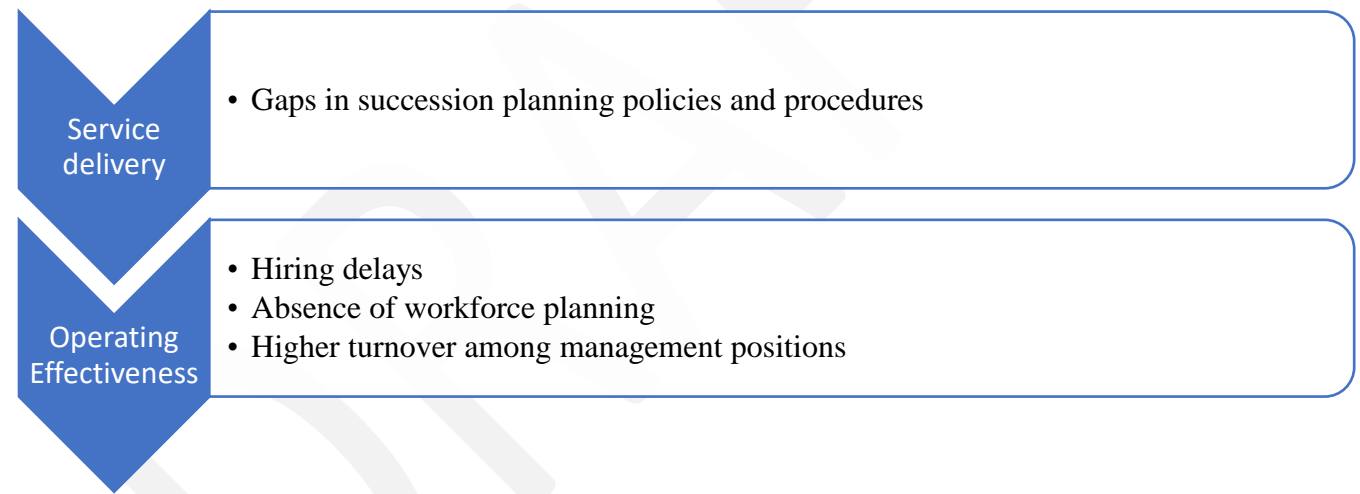 Service
delivery
• Gaps in succession planning policies and procedures
Operating
Effectiveness
• Hiring delays
• Absence of workforce planning
• Higher turnover among management positions